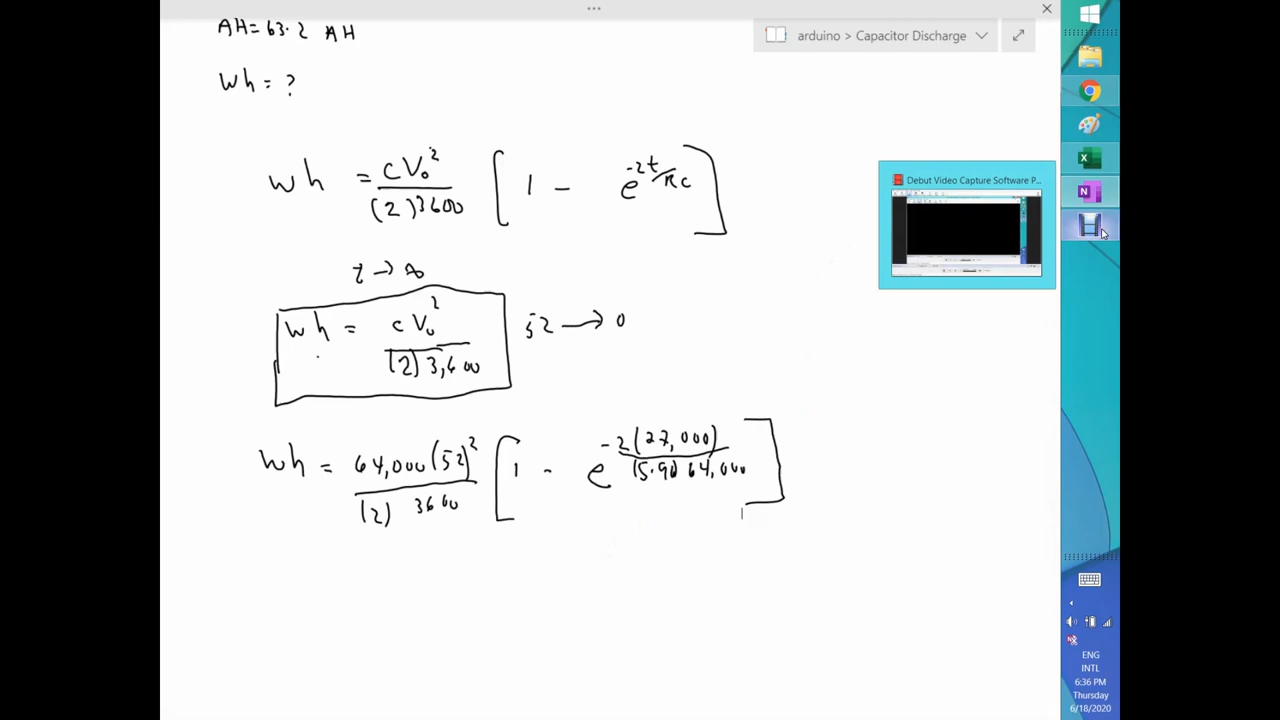 AH = 63.2 AH
arduino > Capacitor Discharge
Wh = ?
Debut Video Capture Software P...
Wh = CV₀² / (2)3600 [1 - e^(-2t/RC)]
t → ∞
Wh = CV₀² / (2)3,600
52 → 0
Wh = 64,000(52)² / (2) 3600 [1 - e^(-2(27,000)/(5.9) 64,000)]
ENG
INTL
6:36 PM
Thursday
6/18/2020